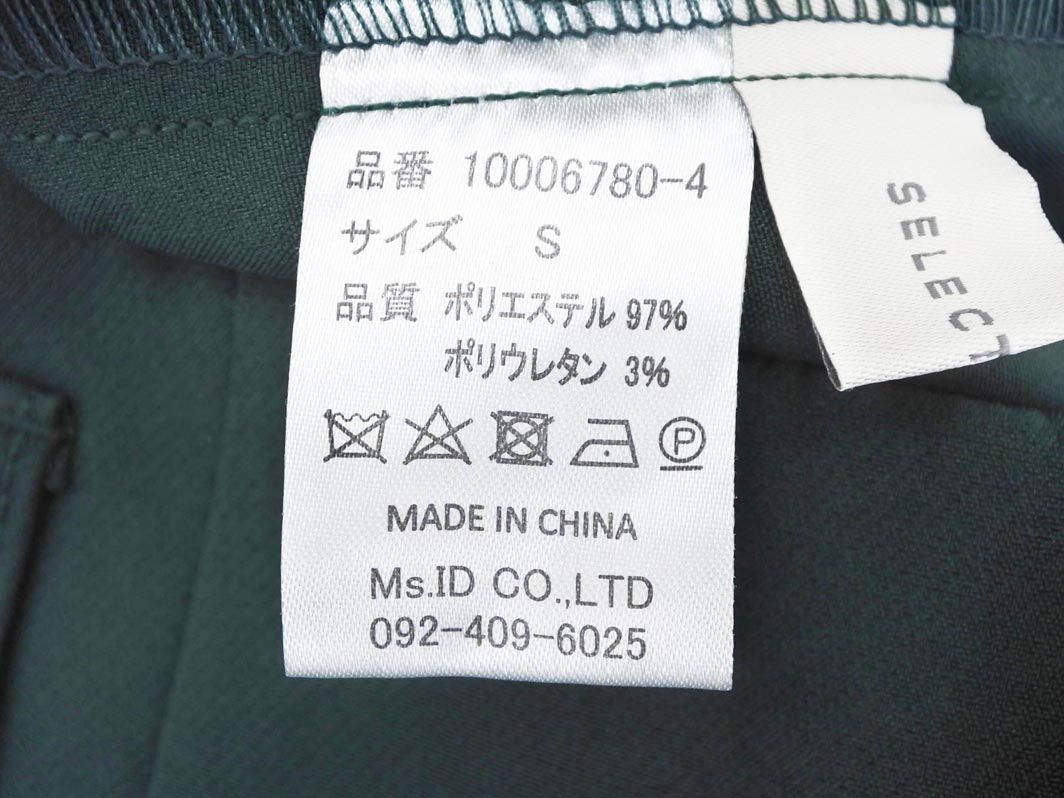 品番 10006780-4
サイズ S
品質 ポリエステル 97%
ポリウレタン 3%
P
MADE IN CHINA
Ms.ID CO.,LTD
092-409-6025
SELECT